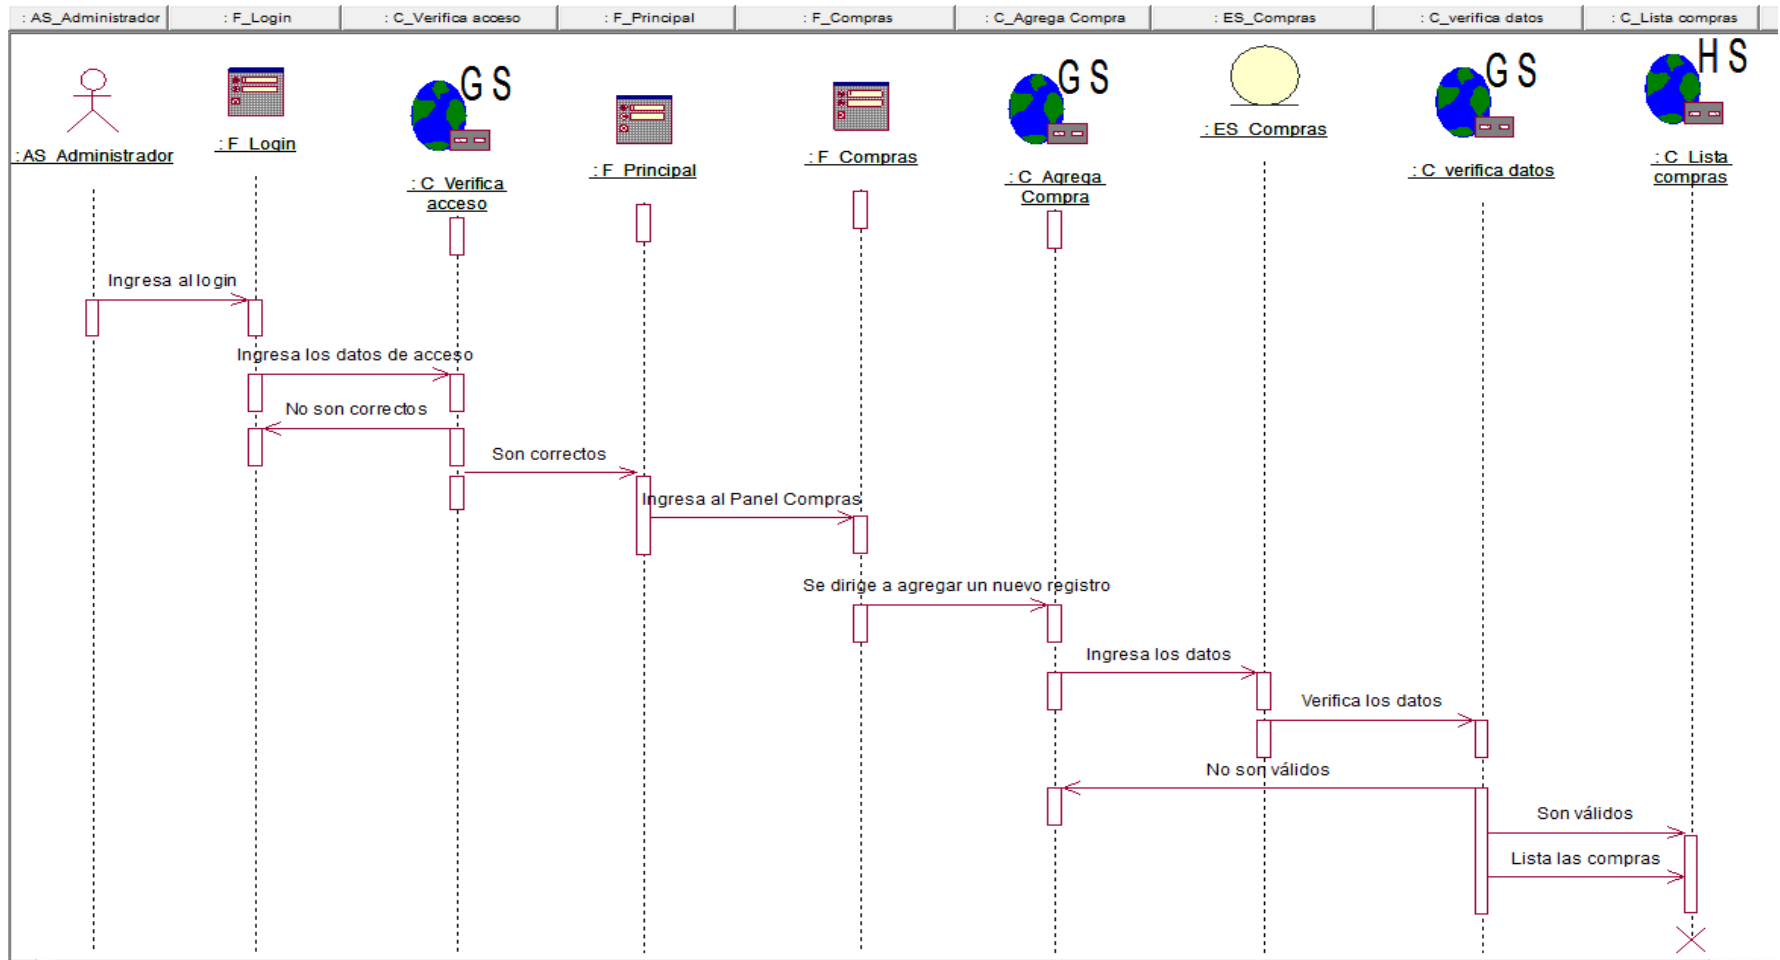 : AS_Administrador
: F_Login
: C_Verifica acceso
: F_Principal
: F_Compras
: C_Agrega Compra
: ES_Compras
: C_verifica datos
: C_Lista compras
G S
: AS_Administrador
: F_Login
: C_Verifica
acceso
: F_Principal
: F_Compras
G S
: C_Agrega
Compra
: ES_Compras
G S
: C_verifica datos
H S
: C_Lista
compras
Ingresa al login
Ingresa los datos de acceso
No son correctos
Son correctos
Ingresa al Panel Compras
Se dirige a agregar un nuevo registro
Ingresa los datos
Verifica los datos
No son válidos
Son válidos
Lista las compras